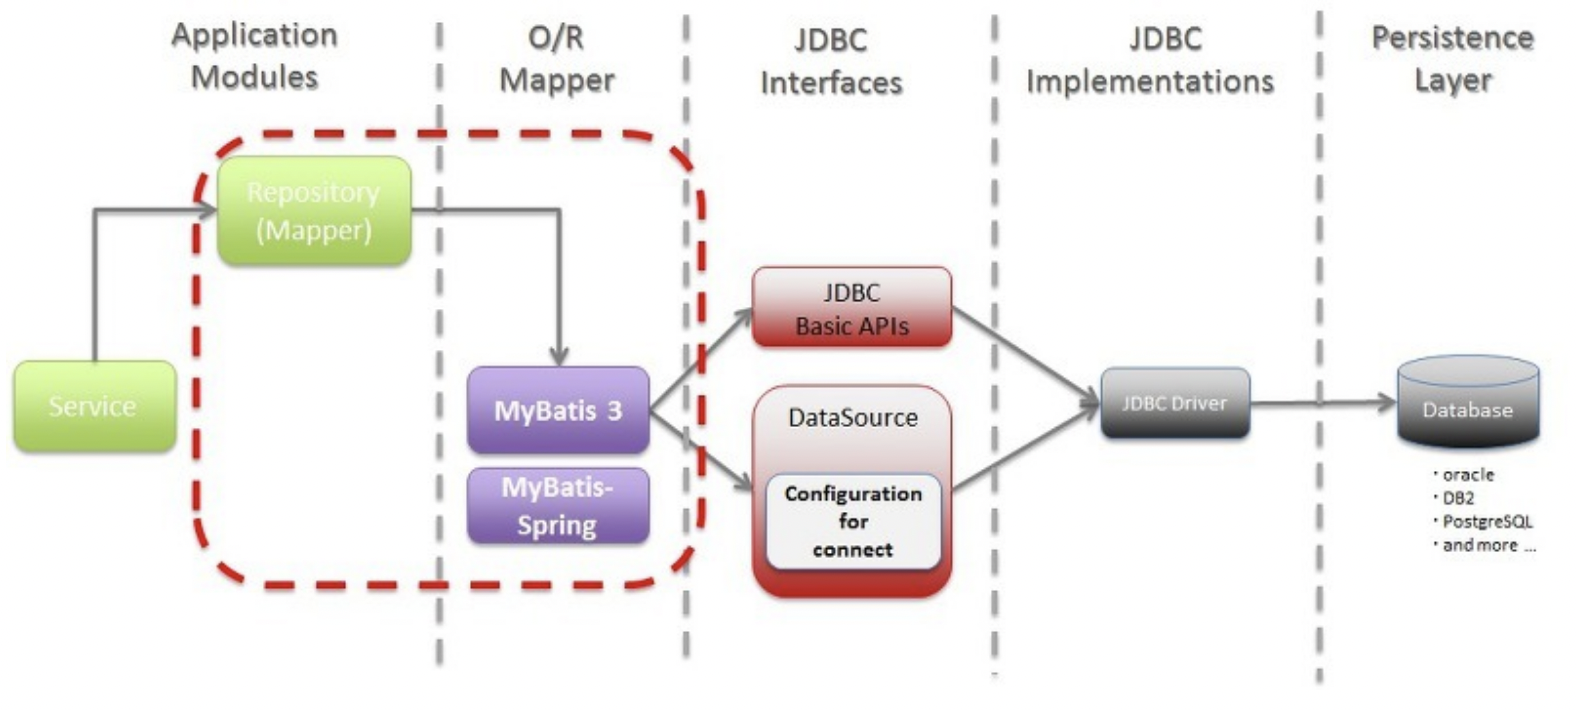 Application
Modules
O/R
Mapper
JDBC
Interfaces
JDBC
Implementations
Persistence
Layer
Repository
(Mapper)
Service
MyBatis 3
MyBatis-
Spring
JDBC
Basic APIs
DataSource
Configuration
for
connect
JDBC Driver
Database
· oracle
· DB2
· PostgreSQL
· and more ...